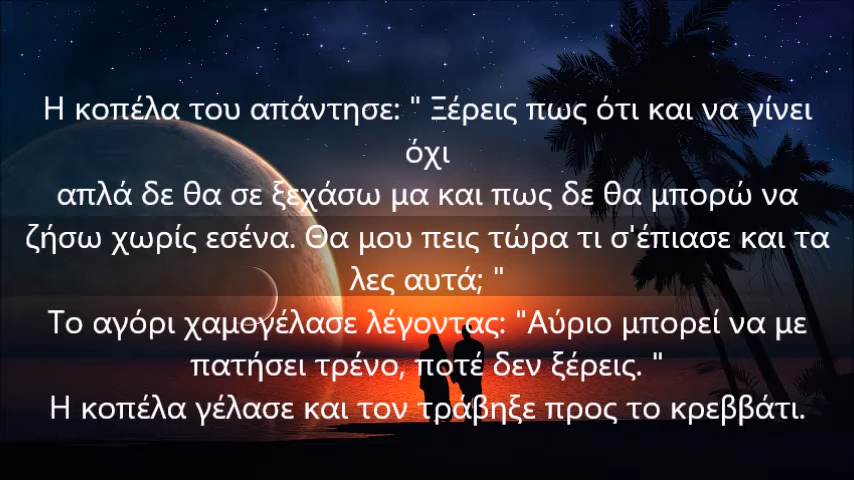 Η κοπέλα του απάντησε: " Ξέρεις πως ότι και να γίνει
όχι
απλά δε θα σε ξεχάσω μα και πως δε θα μπορώ να
ζήσω χωρίς εσένα. Θα μου πεις τώρα τι σ'έπιασε και τα
λες αυτά; "
Το αγόρι χαμογέλασε λέγοντας: "Αύριο μπορεί να με
πατήσει τρένο, ποτέ δεν ξέρεις. "
Η κοπέλα γέλασε και τον τράβηξε προς το κρεββάτι.